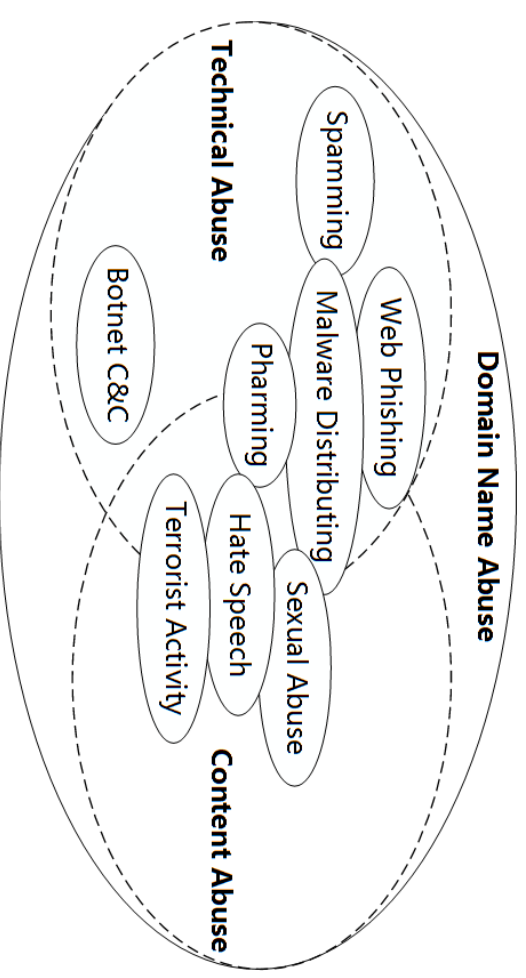 Domain Name Abuse
Web Phishing
Spamming
Malware Distributing
Sexual Abuse
Pharming
Hate Speech
Technical Abuse
Content Abuse
Terrorist Activity
Botnet C&C